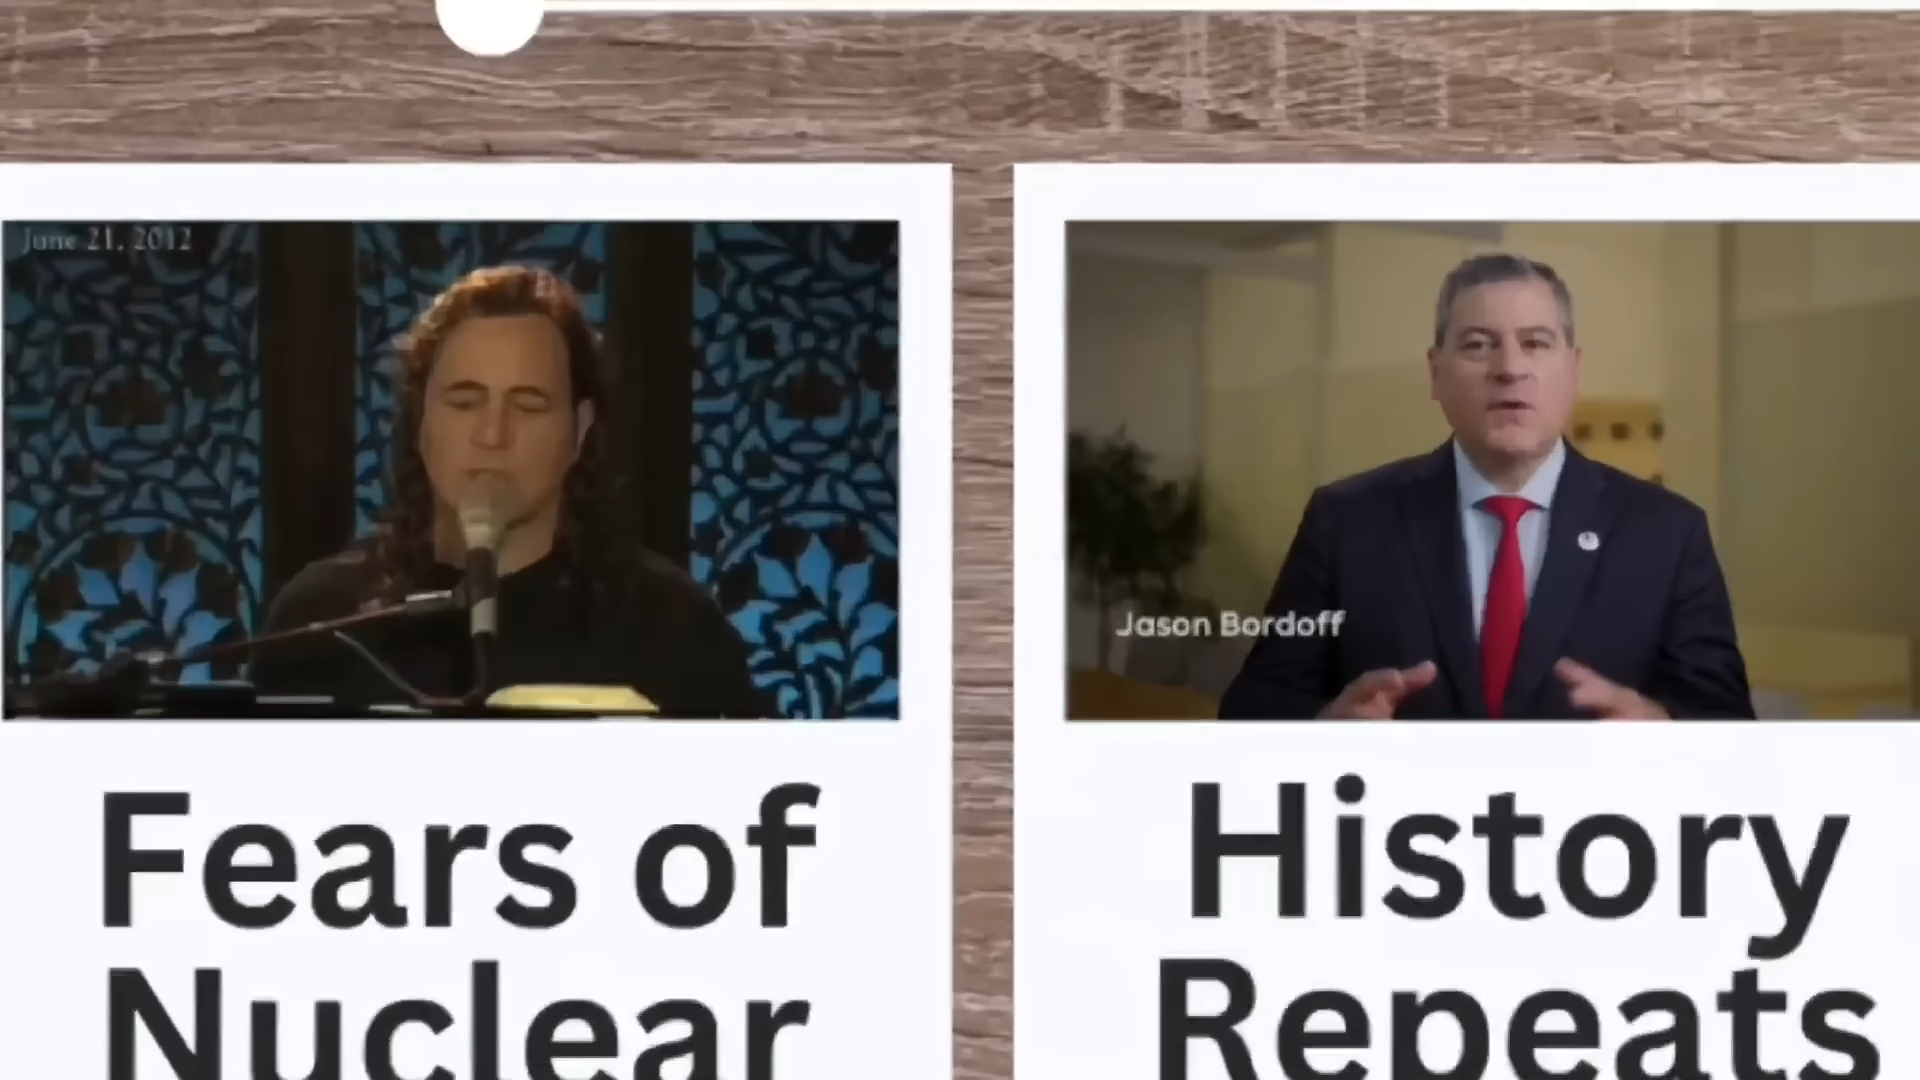 June 21, 2012
Jason Bordoff
Fears of
Nuclear
History
Repeats